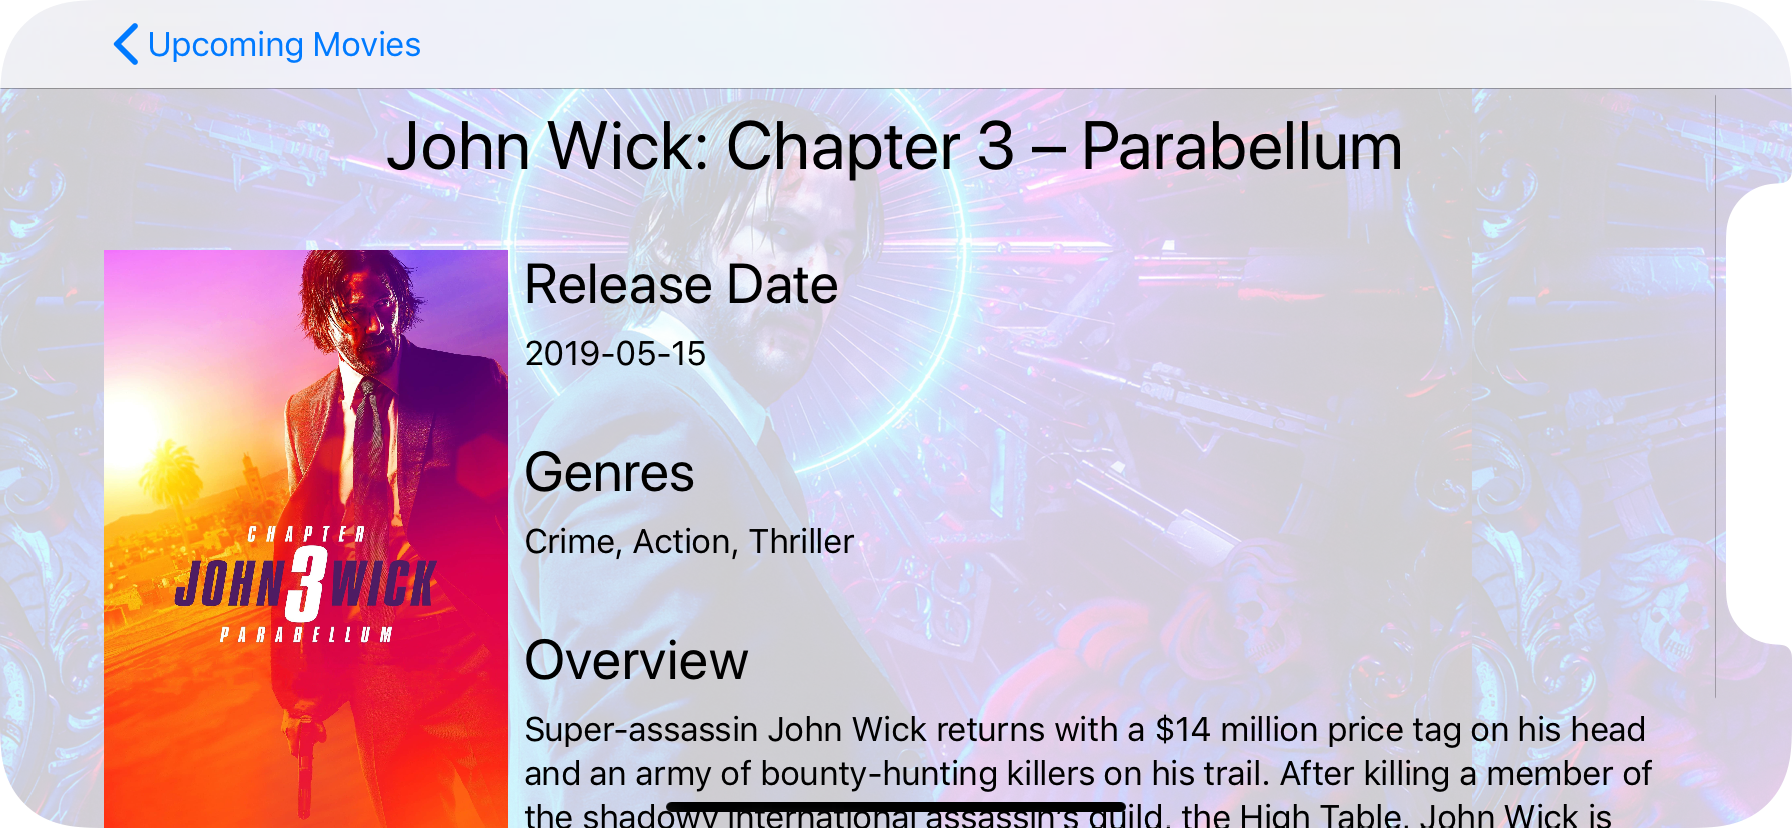 Upcoming Movies
John Wick: Chapter 3 – Parabellum
Release Date
2019-05-15
Genres
Crime, Action, Thriller
CHAPTER
JOHN 3 WICK
PARABELLUM
Overview
Super-assassin John Wick returns with a $14 million price tag on his head
and an army of bounty-hunting killers on his trail. After killing a member of
the shadowy international assassin's guild, the High Table, John Wick is